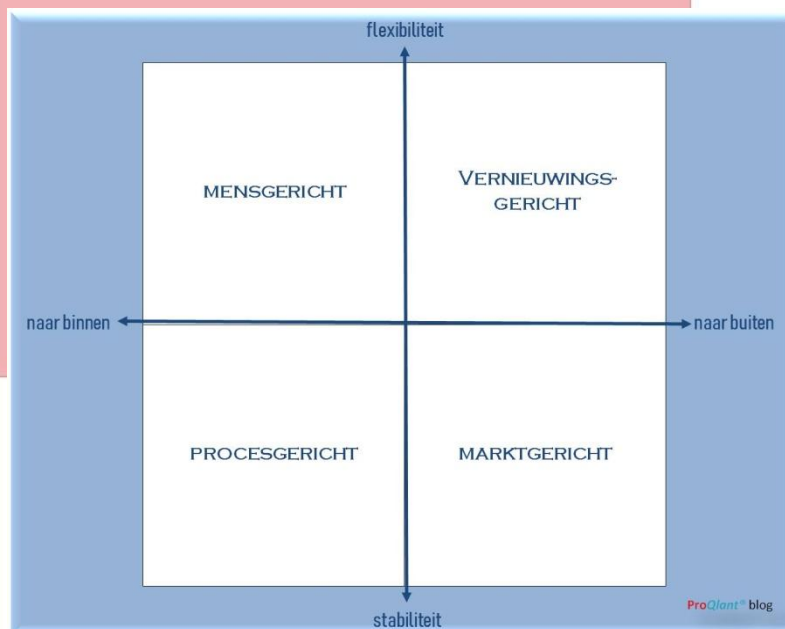 flexibiliteit
MENSGERICHT
VERNIEUWINGS-
GERICHT
naar binnen
naar buiten
PROCESGERICHT
MARKTGERICHT
stabiliteit
ProQlant® blog